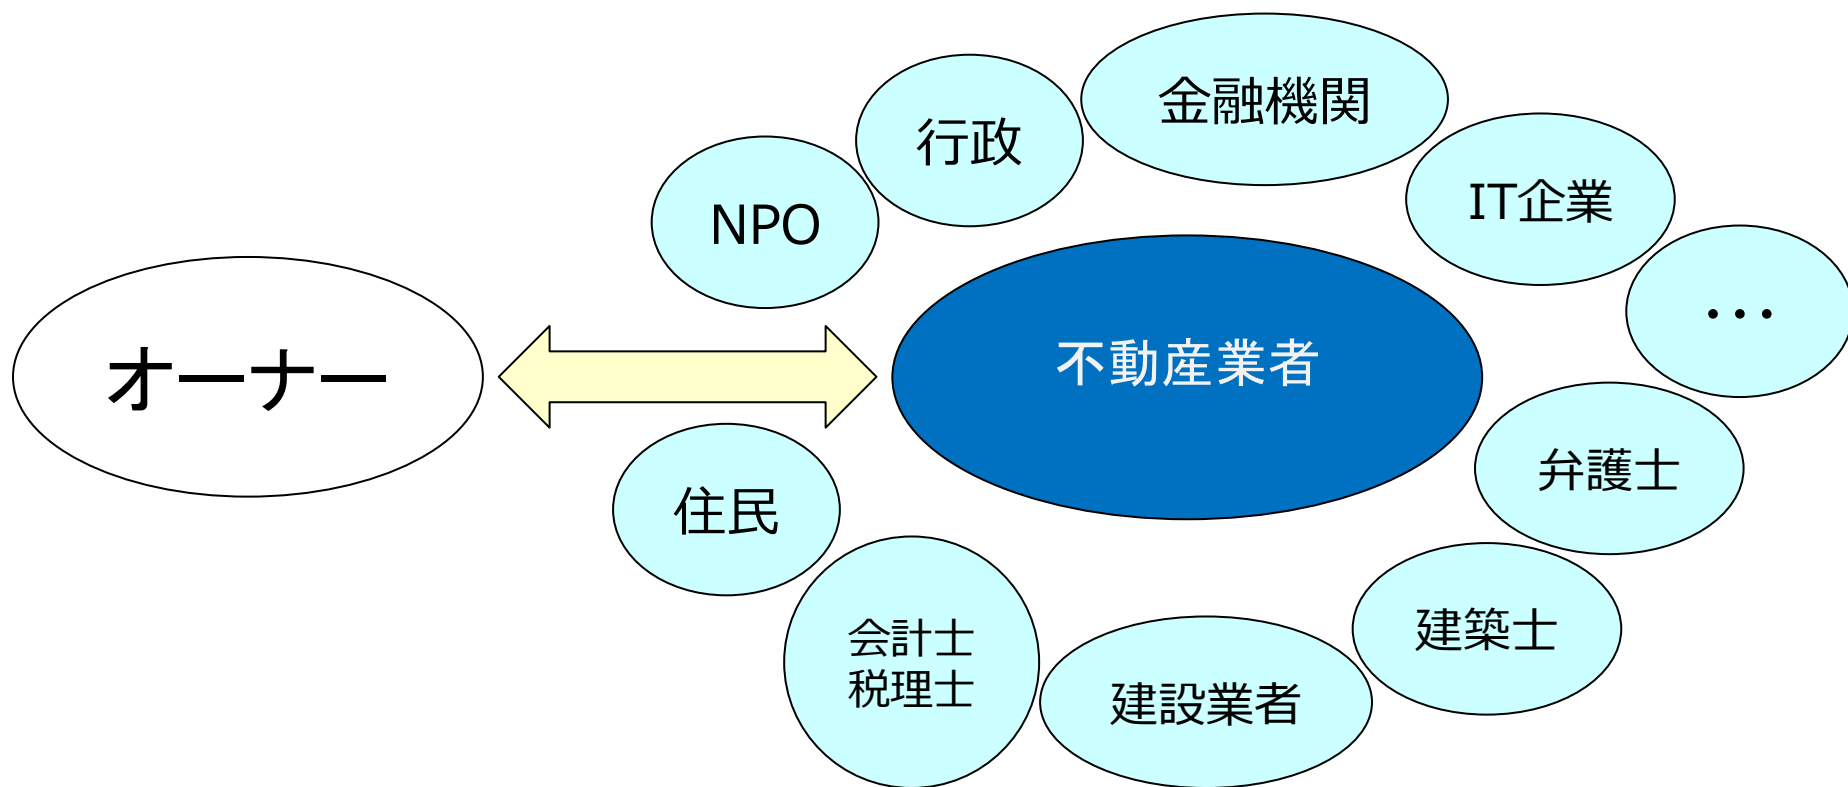 金融機関
行政
IT企業
NPO
…
不動産業者
オーナー
弁護士
住民
会計士
税理士
建築士
建設業者